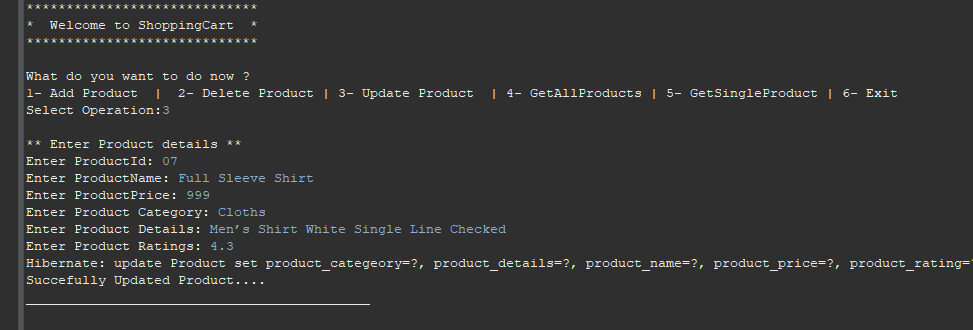 *****************************
*  Welcome to ShoppingCart  *
*****************************
What do you want to do now ?
1- Add Product  |  2- Delete Product | 3- Update Product  | 4- GetAllProducts | 5- GetSingleProduct | 6- Exit
Select Operation:3
** Enter Product details **
Enter ProductId: 07
Enter ProductName: Full Sleeve Shirt
Enter ProductPrice: 999
Enter Product Category: Cloths
Enter Product Details: Men’s Shirt White Single Line Checked
Enter Product Ratings: 4.3
Hibernate: update Product set product_categeory=?, product_details=?, product_name=?, product_price=?, product_rating=?
Succefully Updated Product....
___________________________________________